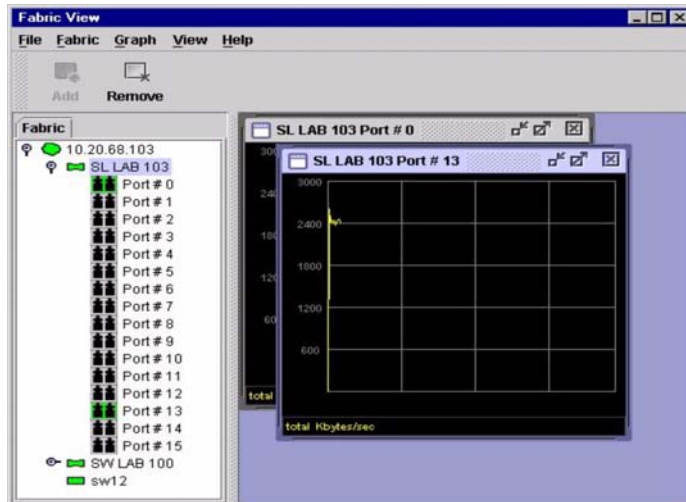 Fabric View
File Fabric Graph View Help
Add Remove
Fabric
10.20.68.103
SL LAB 103
Port # 0
Port # 1
Port # 2
Port # 3
Port # 4
Port # 5
Port # 6
Port # 7
Port # 8
Port # 9
Port # 10
Port # 11
Port # 12
Port # 13
Port # 14
Port # 15
SW LAB 100
sw12
SL LAB 103 Port # 0
total
SL LAB 103 Port # 13
3000
2400
1800
1200
600
total Kbytes/sec